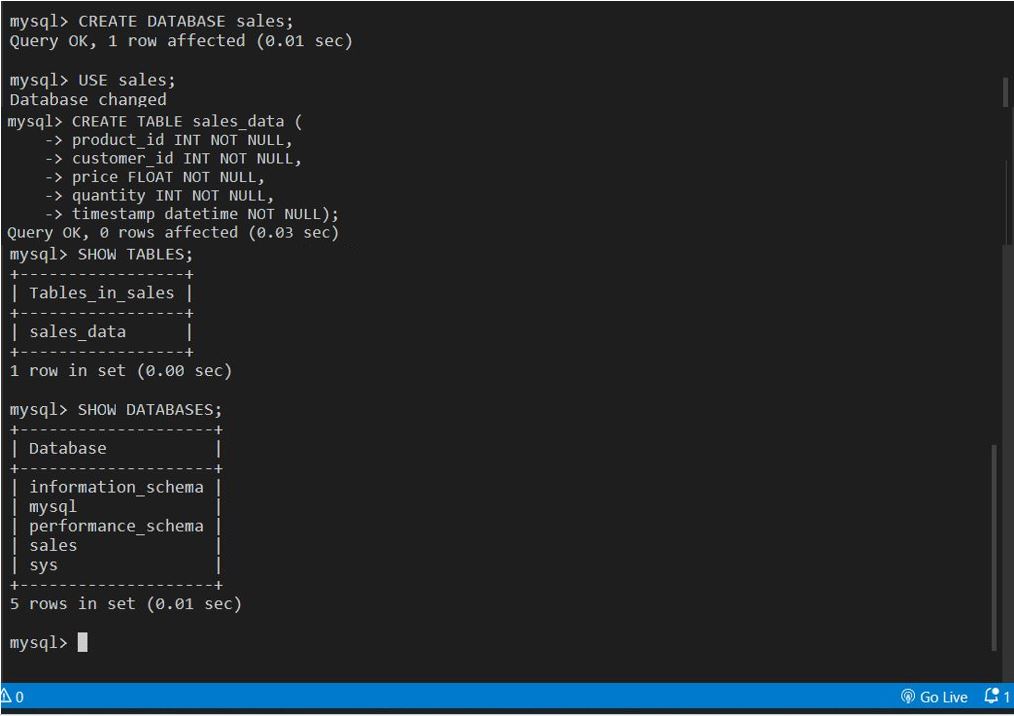 mysql> CREATE DATABASE sales;
Query OK, 1 row affected (0.01 sec)
mysql> USE sales;
Database changed
mysql> CREATE TABLE sales_data (
    -> product_id INT NOT NULL,
    -> customer_id INT NOT NULL,
    -> price FLOAT NOT NULL,
    -> quantity INT NOT NULL,
    -> timestamp datetime NOT NULL);
Query OK, 0 rows affected (0.03 sec)
mysql> SHOW TABLES;
+-----------------+
| Tables_in_sales |
+-----------------+
| sales_data      |
+-----------------+
1 row in set (0.00 sec)
mysql> SHOW DATABASES;
+--------------------+
| Database           |
+--------------------+
| information_schema |
| mysql              |
| performance_schema |
| sales              |
| sys                |
+--------------------+
5 rows in set (0.01 sec)
mysql>
0 Go Live 1